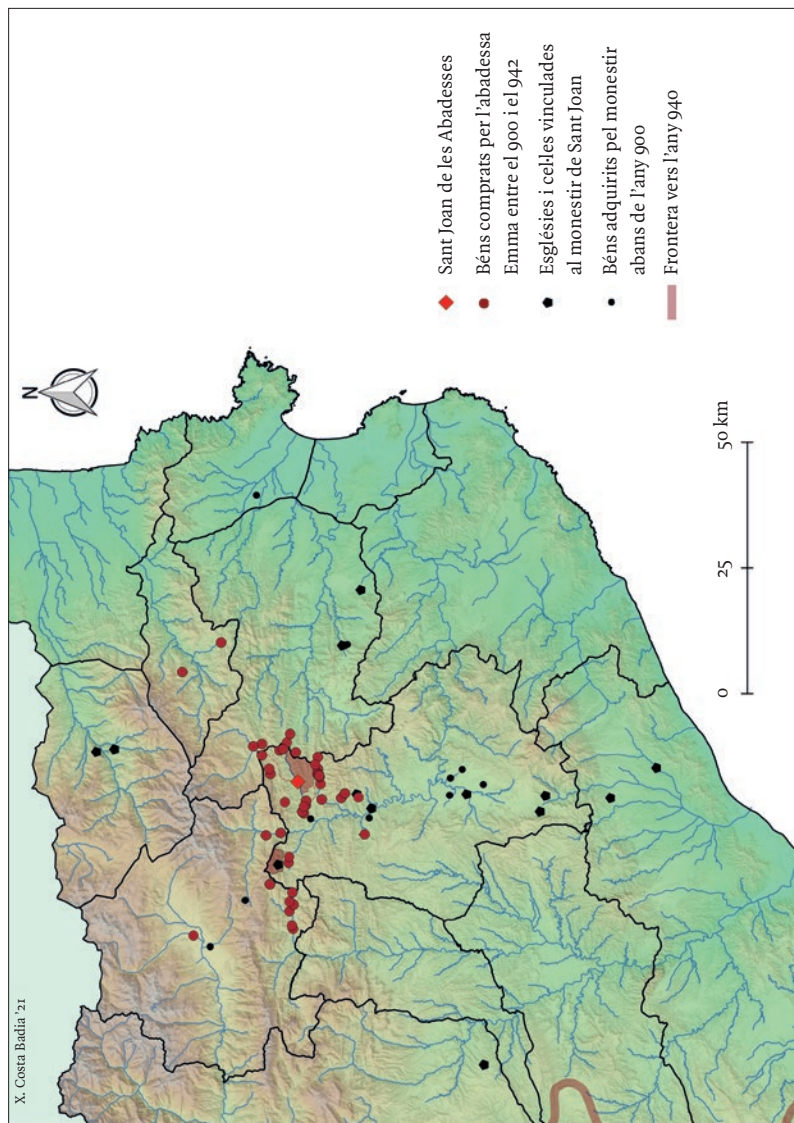 X. Costa Badia '21
N
Sant Joan de les Abadesses
Béns comprats per l'abadessa
Emma entre el 900 i el 942
Esglésies i cel·les vinculades
al monestir de Sant Joan
Béns adquirits pel monestir
abans de l'any 900
Frontera vers l'any 940
0 25 50 km